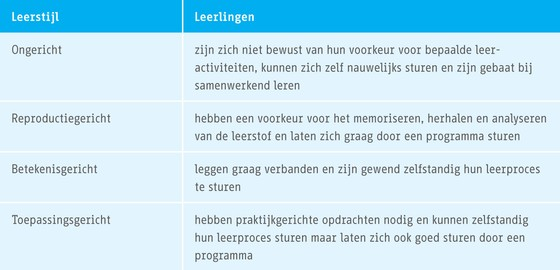 Leerstijl Leerlingen
Ongericht zijn zich niet bewust van hun voorkeur voor bepaalde leer-
activiteiten, kunnen zich zelf nauwelijks sturen en zijn gebaat bij
samenwerkend leren
Reproductiegericht hebben een voorkeur voor het memoriseren, herhalen en analyseren
van de leerstof en laten zich graag door een programma sturen
Betekenisgericht leggen graag verbanden en zijn gewend zelfstandig hun leerproces
te sturen
Toepassingsgericht hebben praktijkgerichte opdrachten nodig en kunnen zelfstandig
hun leerproces sturen maar laten zich ook goed sturen door een
programma